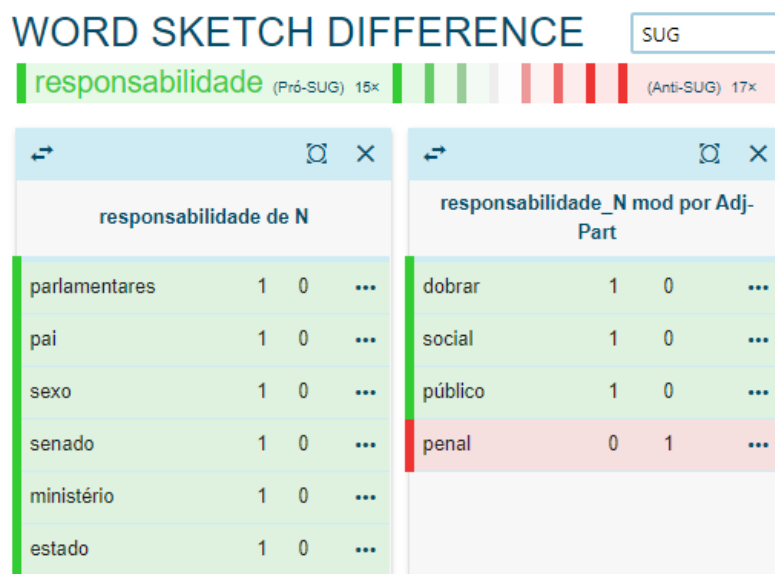 WORD SKETCH DIFFERENCE SUG
responsabilidade (Pró-SUG) 15× (Anti-SUG) 17×
responsabilidade de N
parlamentares 1 0
pai 1 0
sexo 1 0
senado 1 0
ministério 1 0
estado 1 0
responsabilidade_N mod por Adj-
Part
dobrar 1 0
social 1 0
público 1 0
penal 0 1